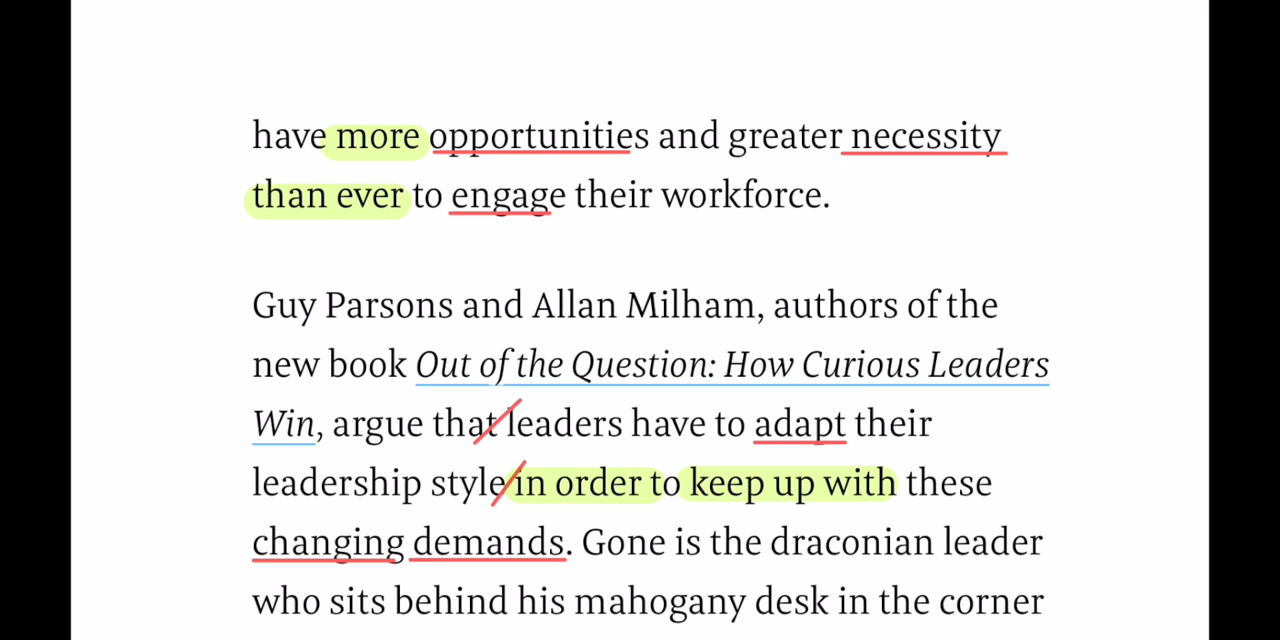 have more opportunities and greater necessity
than ever to engage their workforce.
Guy Parsons and Allan Milham, authors of the
new book Out of the Question: How Curious Leaders
Win, argue that leaders have to adapt their
leadership style in order to keep up with these
changing demands. Gone is the draconian leader
who sits behind his mahogany desk in the corner